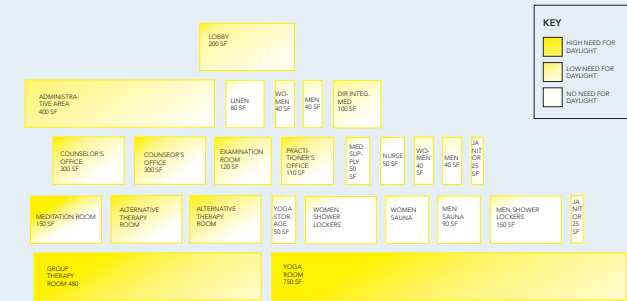 KEY
HIGH NEED FOR
DAYLIGHT
LOW NEED FOR
DAYLIGHT
NO NEED FOR
DAYLIGHT
LOBBY
200 SF
ADMINISTRA-
TIVE AREA
400 SF
LINEN
80 SF
WO-
MEN
40 SF
MEN
40 SF
DIR INTEG.
MED
100 SF
COUNSELOR'S
OFFICE
300 SF
COUNSEOR'S
OFFICE
300 SF
EXAMINATION
ROOM
120 SF
PRACTI-
TIONER'S
OFFICE
110 SF
MED
SUP-
PLY
50
SF
NURSE
50 SF
WO-
MEN
40
SF
MEN
40 SF
JA
NIT
OR
25
SF
MEDITATION ROOM
150 SF
ALTERNATIVE
THERAPY
ROOM
ALTERNATIVE
THERAPY
ROOM
YOGA
STOR-
AGE
50 SF
WOMEN
SHOWER
LOCKERS
WOMEN
SAUNA
MEN
SAUNA
90 SF
MEN SHOWER
LOCKERS
150 SF
JA
NIT
OR
25
SF
GROUP
THERAPY
ROOM 480
YOGA
ROOM
750 SF